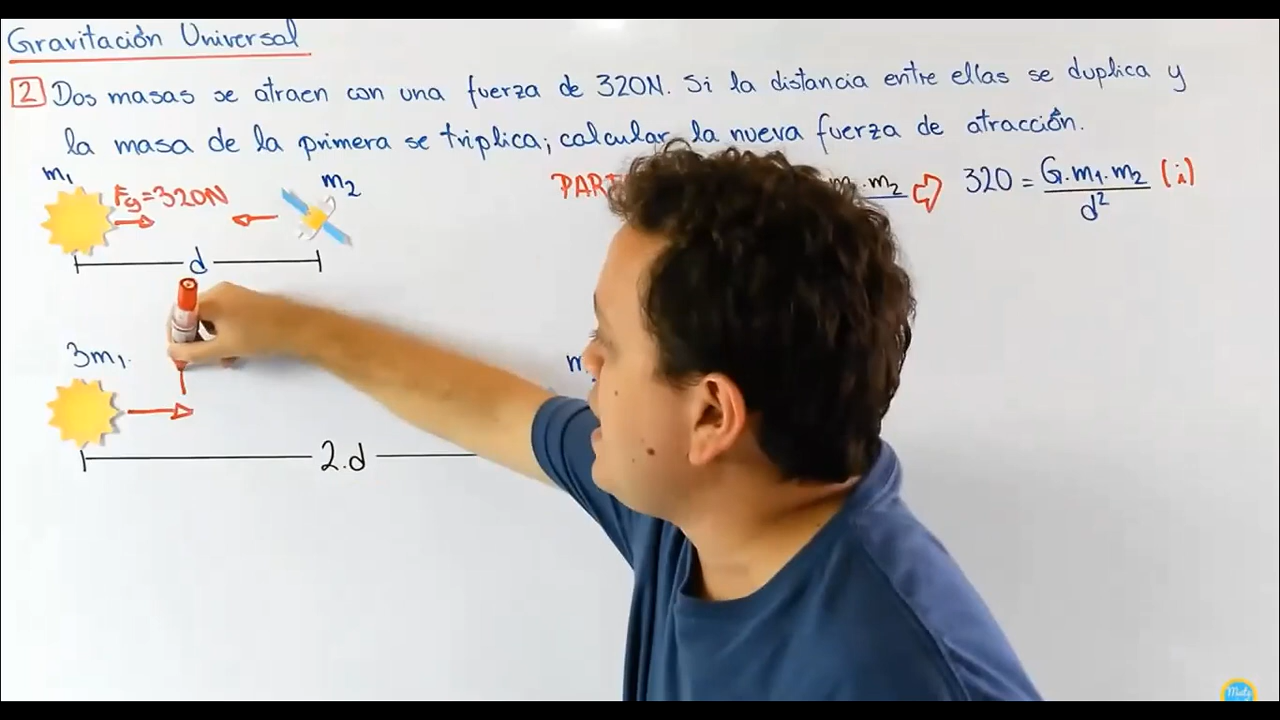 Gravitación Universal
2 Dos masas se atraen con una fuerza de 320N. Si la distancia entre ellas se duplica y
la masa de la primera se triplica; calcular la nueva fuerza de atracción.
m1 Fg=320N m2
d
m2 ⇨ 320 = G.m1.m2 / d² (i)
3m1.
2.d